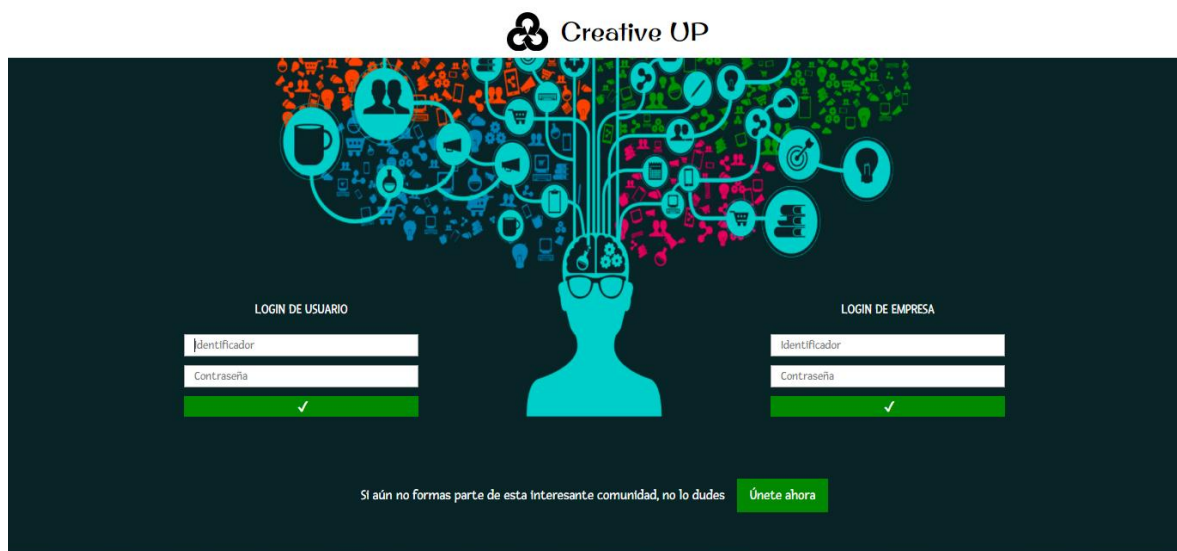 Creative UP
LOGIN DE USUARIO
Identificador
Contraseña
✓
LOGIN DE EMPRESA
Identificador
Contraseña
✓
Si aún no formas parte de esta interesante comunidad, no lo dudes
Únete ahora